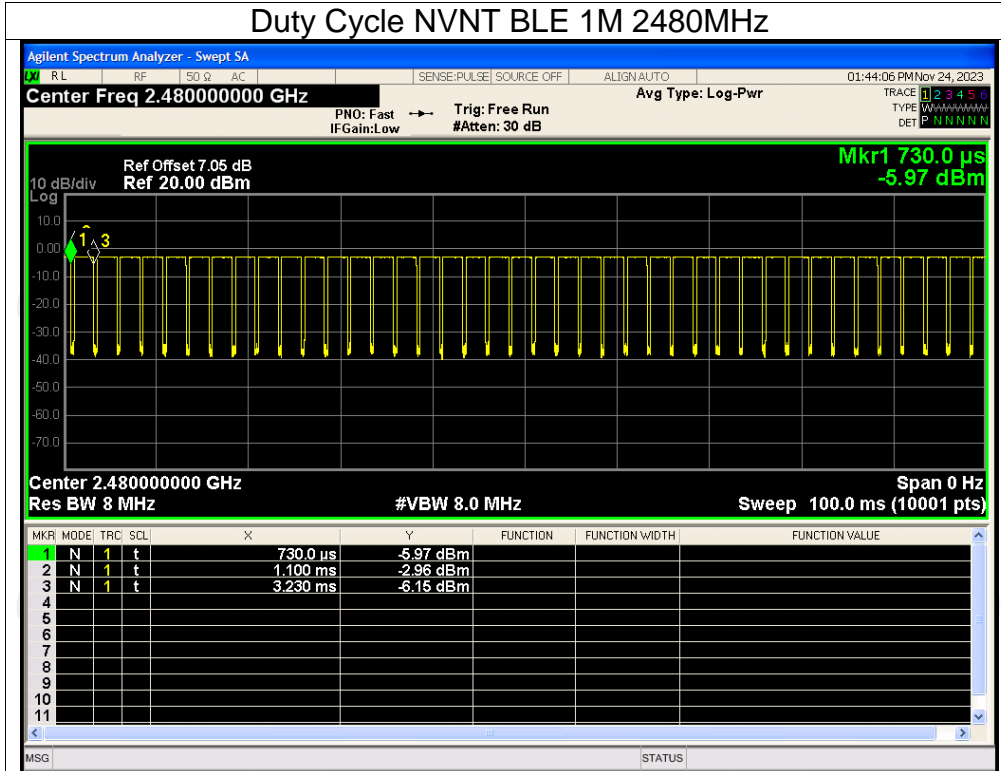 Duty Cycle NVNT BLE 1M 2480MHz
Agilent Spectrum Analyzer - Swept SA
LXI RL RF 50 Ω AC SENSE:PULSE SOURCE OFF ALIGN AUTO 01:44:06 PM Nov 24, 2023
Center Freq 2.480000000 GHz Avg Type: Log-Pwr TRACE 1 2 3 4 5 6
PNO: Fast Trig: Free Run TYPE WWWWWWW
IFGain:Low #Atten: 30 dB DET P N N N N N
Mkr1 730.0 µs
Ref Offset 7.05 dB
10 dB/div Ref 20.00 dBm -5.97 dBm
Log
10.0
1 3
0.00
-10.0
-20.0
-30.0
-40.0
-50.0
-60.0
-70.0
Center 2.480000000 GHz Span 0 Hz
Res BW 8 MHz #VBW 8.0 MHz Sweep 100.0 ms (10001 pts)
MKR MODE TRC SCL X Y FUNCTION FUNCTION WIDTH FUNCTION VALUE
1 N 1 t 730.0 µs -5.97 dBm
2 N 1 t 1.100 ms -2.96 dBm
3 N 1 t 3.230 ms -6.15 dBm
4
5
6
7
8
9
10
11
MSG STATUS